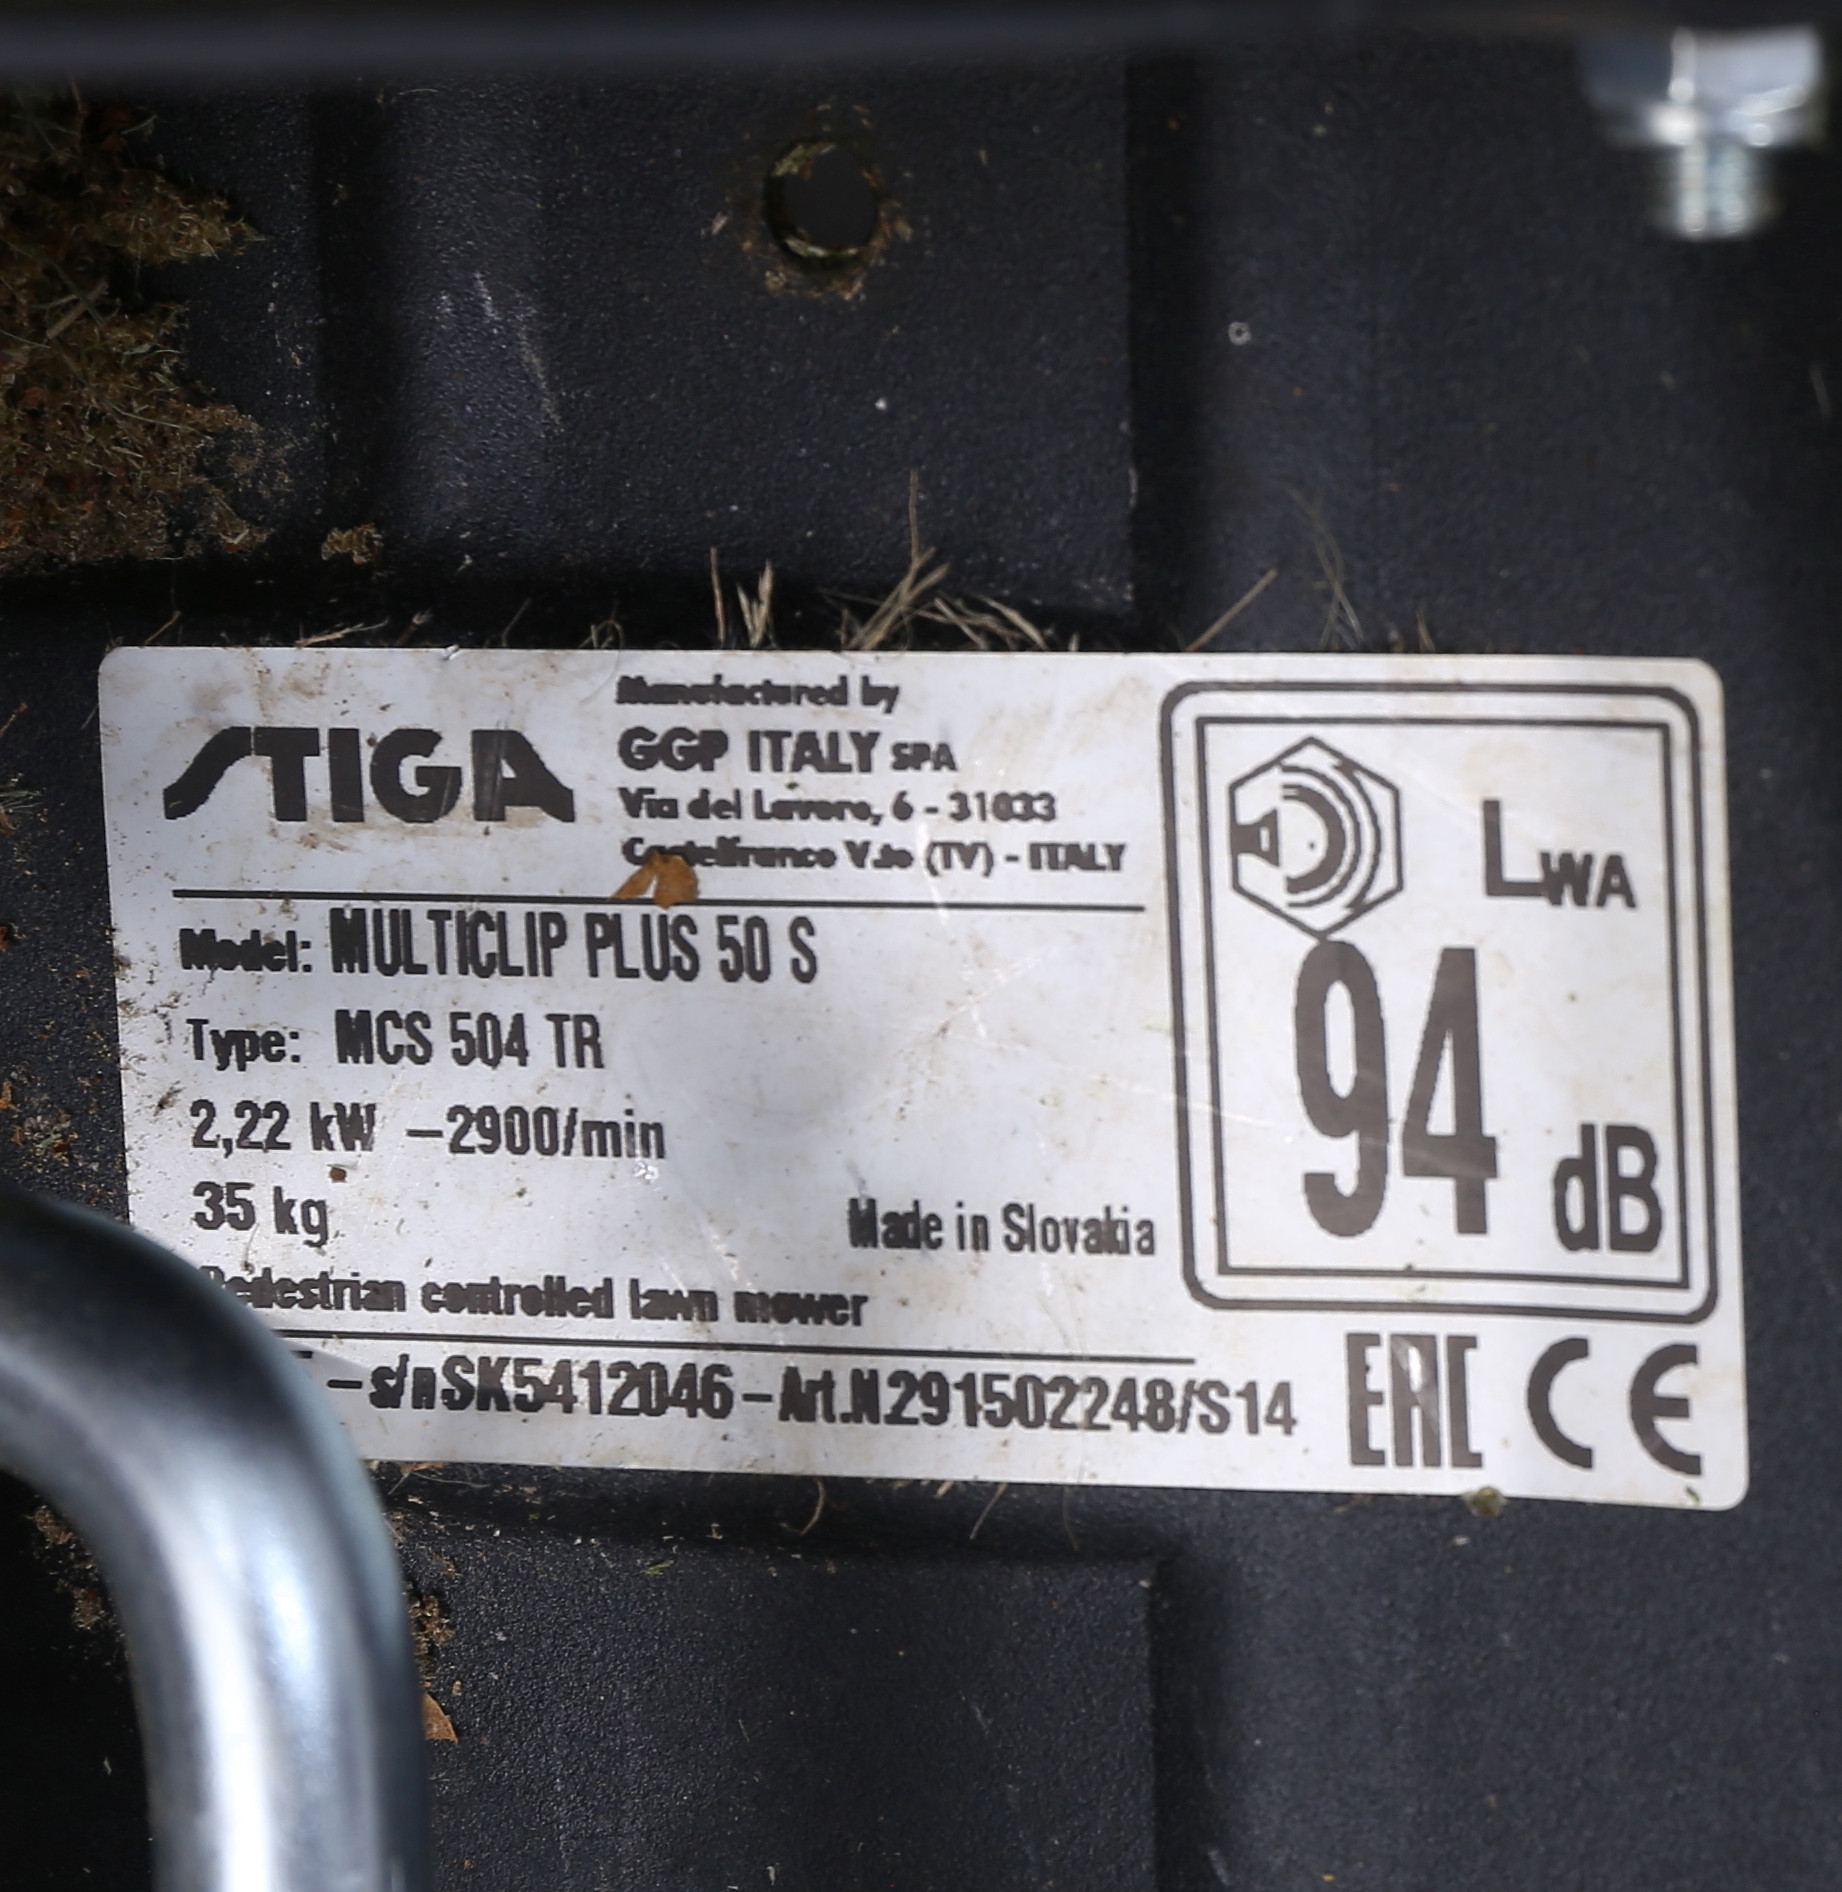 STIGA
Manufactured by
GGP ITALY SPA
Via del Lavoro, 6 - 31033
Castelfranco V.to (TV) - ITALY
Model: MULTICLIP PLUS 50 S
Type: MCS 504 TR
2,22 kW -2900/min
35 kg
Made in Slovakia
Pedestrian controlled lawn mower
- s/nSK5412046-Art.N291502248/S14
LWA
94 dB
EAC CE